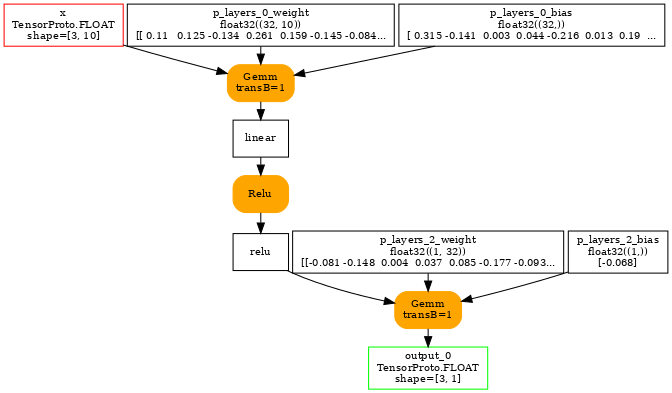 x
TensorProto.FLOAT
shape=[3, 10]
p_layers_0_weight
float32((32, 10))
[[ 0.11   0.125 -0.134  0.261  0.159 -0.145 -0.084...
p_layers_0_bias
float32((32,))
[ 0.315 -0.141  0.003  0.044 -0.216  0.013  0.19  ...
Gemm
transB=1
linear
Relu
relu
p_layers_2_weight
float32((1, 32))
[[-0.081 -0.148  0.004  0.037  0.085 -0.177 -0.093...
p_layers_2_bias
float32((1,))
[-0.068]
Gemm
transB=1
output_0
TensorProto.FLOAT
shape=[3, 1]